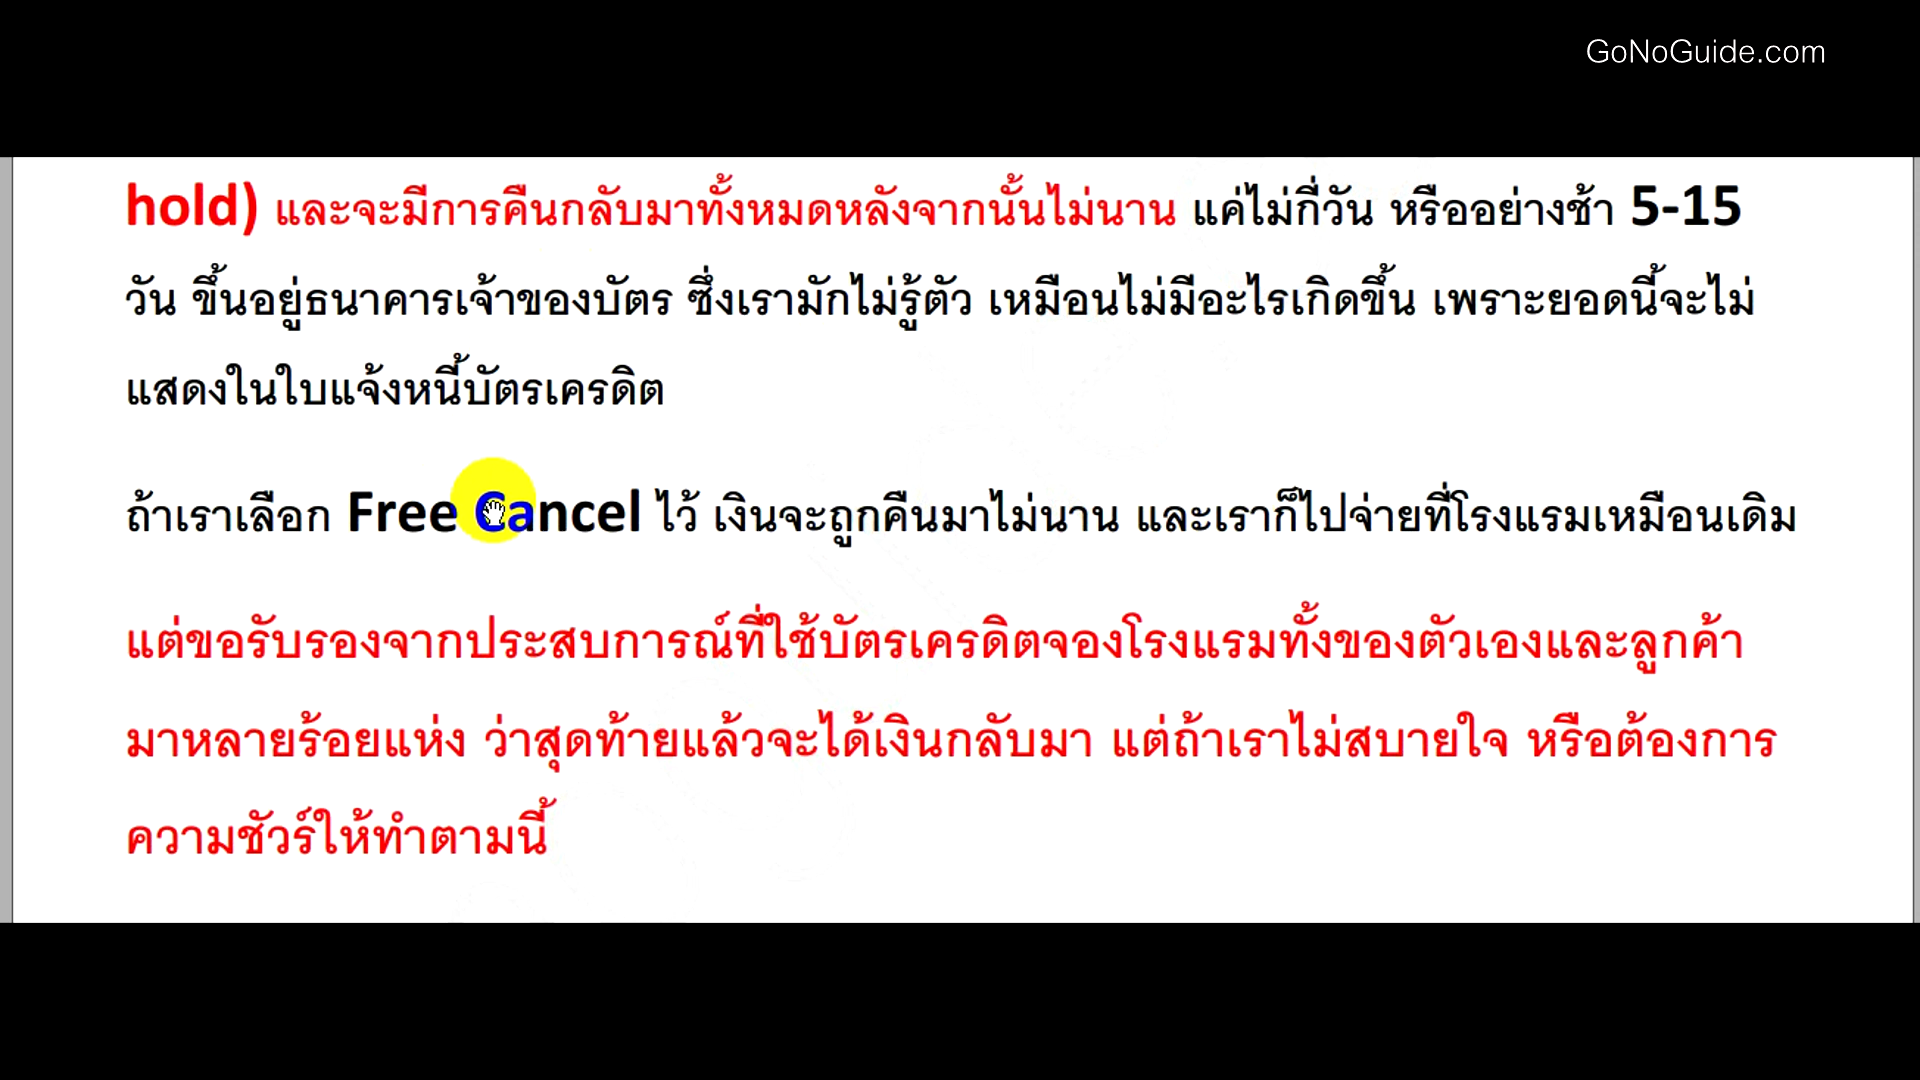 GoNoGuide.com
hold) และจะมีการคืนกลับมาทั้งหมดหลังจากนั้นไม่นาน แค่ไม่กี่วัน หรืออย่างช้า 5-15
วัน ขึ้นอยู่ธนาคารเจ้าของบัตร ซึ่งเรามักไม่รู้ตัว เหมือนไม่มีอะไรเกิดขึ้น เพราะยอดนี้จะไม่
แสดงในใบแจ้งหนี้บัตรเครดิต
ถ้าเราเลือก Free Cancel ไว้ เงินจะถูกคืนมาไม่นาน และเราก็ไปจ่ายที่โรงแรมเหมือนเดิม
แต่ขอรับรองจากประสบการณ์ที่ใช้บัตรเครดิตจองโรงแรมทั้งของตัวเองและลูกค้า
มาหลายร้อยแห่ง ว่าสุดท้ายแล้วจะได้เงินกลับมา แต่ถ้าเราไม่สบายใจ หรือต้องการ
ความชัวร์ให้ทำตามนี้